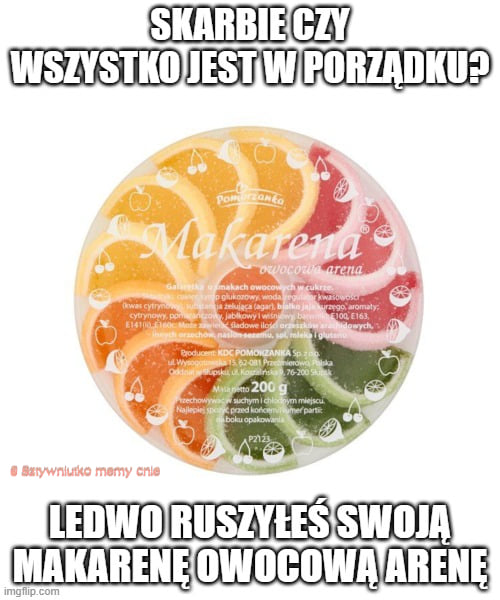 SKARBIE CZY
WSZYSTKO JEST W PORZĄDKU?
Pomorzanka
Makarena®
owocowa arena
Galaretka o smakach owocowych w cukrze.
cukier, syrop glukozowy, woda, regulator kwasowości
(kwas cytrynowy), substancja żelująca (agar), białko jaja kurzego, aromaty:
cytrynowy, pomarańczowy, jabłkowy i wiśniowy, barwniki: E100, E163,
E141(ii), E160c. Może zawierać śladowe ilości orzeszków arachidowych,
innych orzechów, nasion sezamu, soi, mleka i glutenu
Producent: KDC POMORZANKA Sp. z o.o.
ul. Wysogotowska 15, 62-081 Przeźmierowo, Polska
Oddział w Słupsku, ul. Koszalińska 9, 76-200 Słupsk
Masa netto 200 g
Przechowywać w suchym i chłodnym miejscu.
Najlepiej spożyć przed końcem/numer partii:
na boku opakowania
P2123
6 Sztywniutko memy cnie
LEDWO RUSZYŁEŚ SWOJĄ
MAKARENĘ OWOCOWĄ ARENĘ
imgflip.com